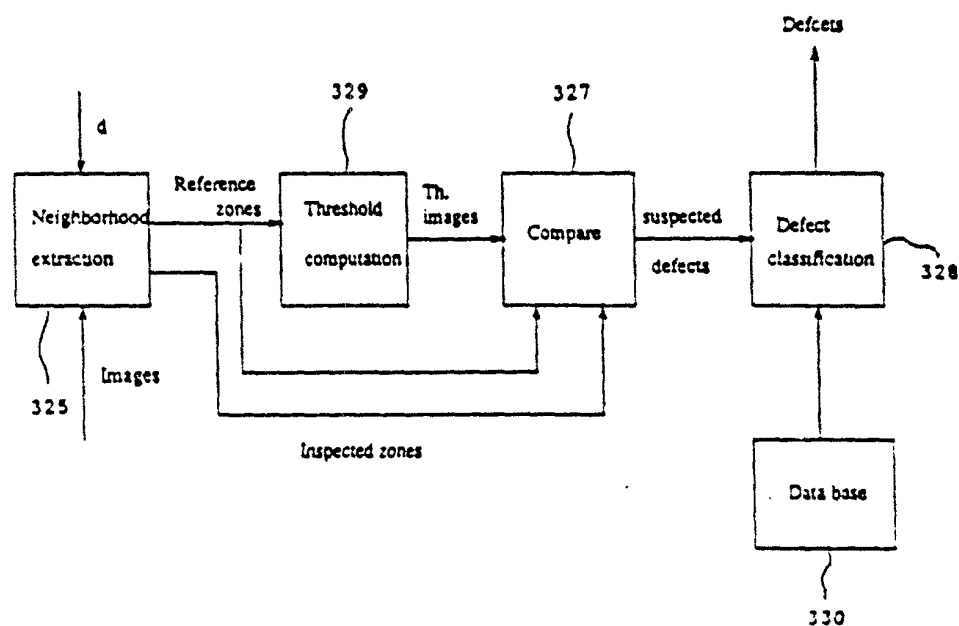 Defcets
329
327
d
Reference
zones
Th.
images
suspected
defects
Neighborhood
extraction
Threshold
computation
Compare
Defect
classification
328
Images
325
Inspected zones
Data base
330